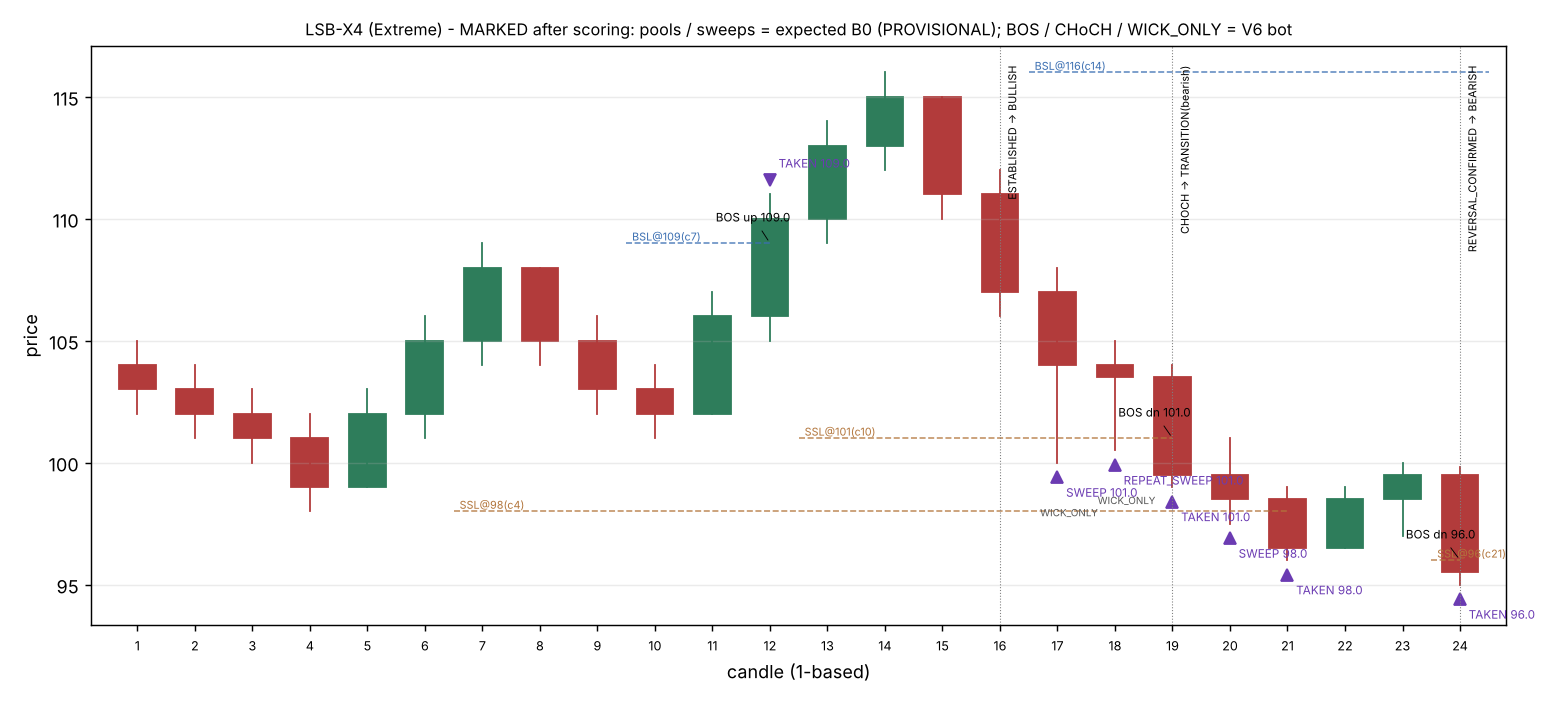 LSB-X4 (Extreme) - MARKED after scoring: pools / sweeps = expected B0 (PROVISIONAL); BOS / CHoCH / WICK_ONLY = V6 bot
BSL@116(c14)
ESTABLISHED → BULLISH
CHOCH → TRANSITION(bearish)
REVERSAL_CONFIRMED → BEARISH
115
TAKEN 109.0
BOS up 109.0
110
BSL@109(c7)
price
105
BOS dn 101.0
SSL@101(c10)
100
REPEAT_SWEEP 101.0
SWEEP 101.0
WICK_ONLY
SSL@98(c4)
WICK_ONLY
TAKEN 101.0
BOS dn 96.0
SWEEP 98.0
SSL@96(c21)
95
TAKEN 98.0
TAKEN 96.0
1 2 3 4 5 6 7 8 9 10 11 12 13 14 15 16 17 18 19 20 21 22 23 24
candle (1-based)